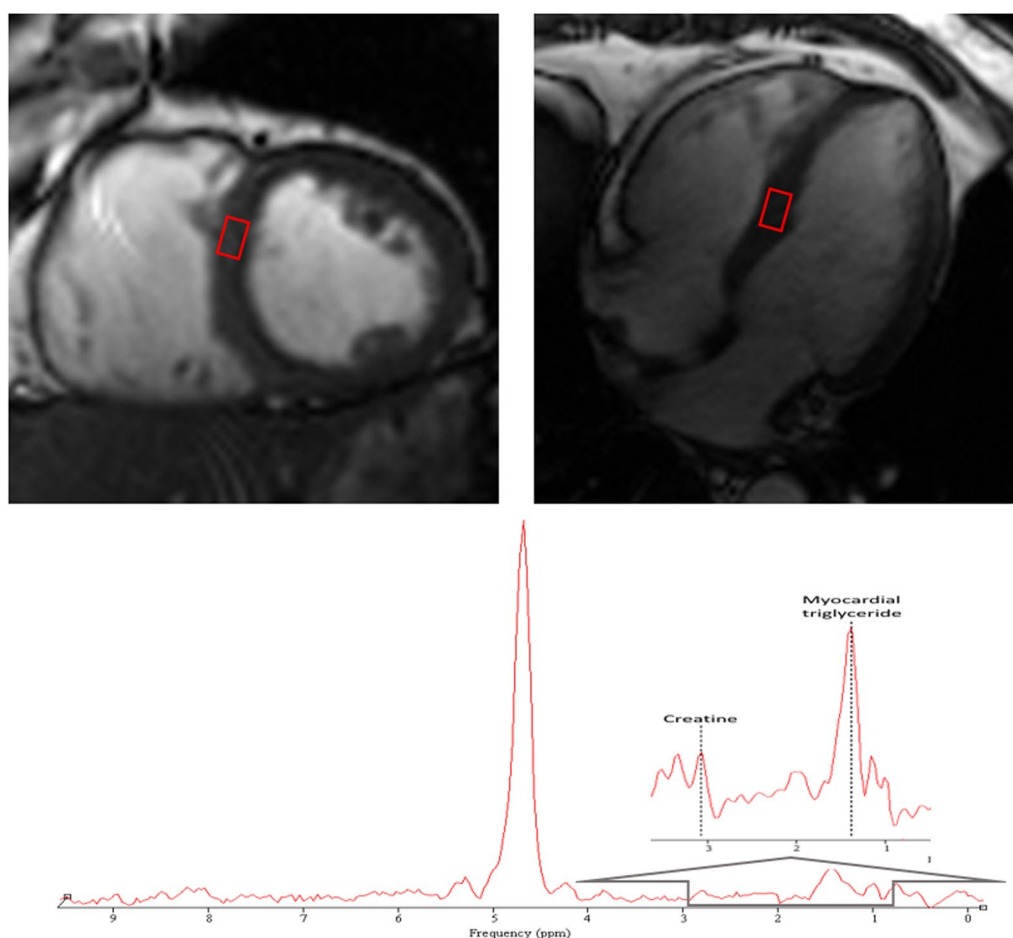 Myocardial
triglyceride
Creatine
3 2 1
1
9 8 7 6 5 4 3 2 1 0
Frequency (ppm)